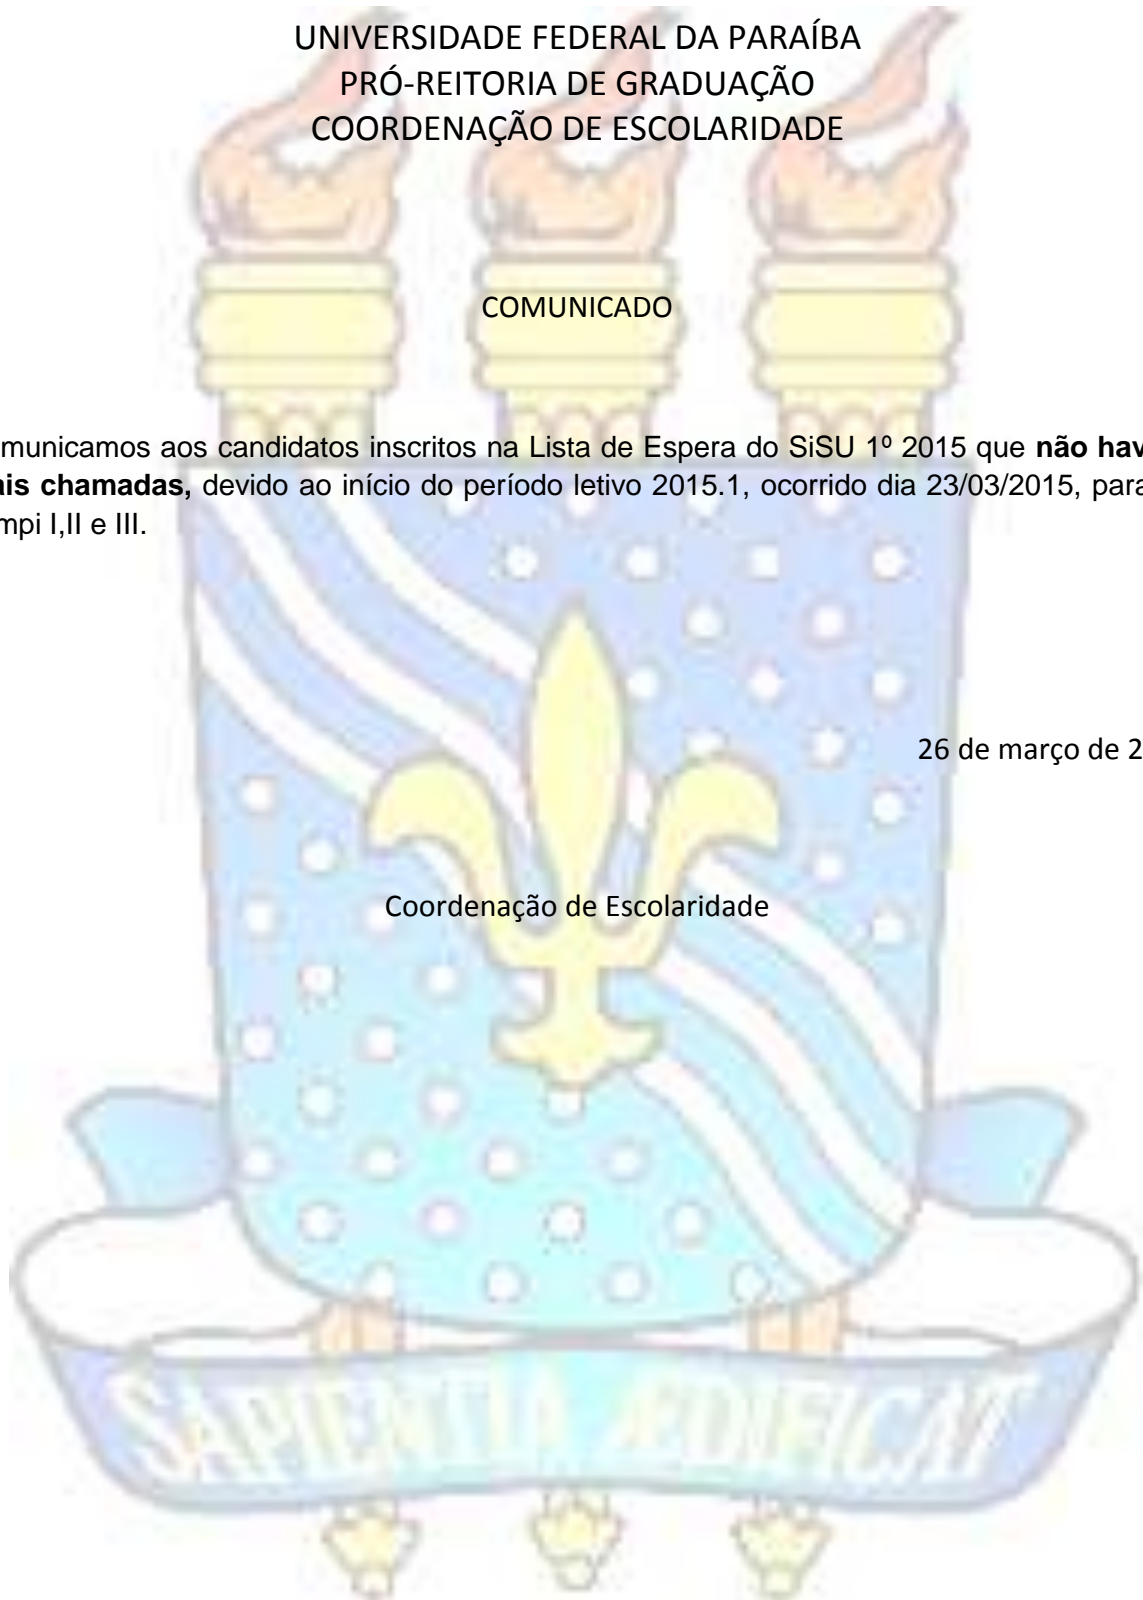 UNIVERSIDADE FEDERAL DA PARAÍBA
PRÓ-REITORIA DE GRADUAÇÃO
COORDENAÇÃO DE ESCOLARIDADE
COMUNICADO
municamos aos candidatos inscritos na Lista de Espera do SiSU 1º 2015 que não hav
ais chamadas, devido ao início do período letivo 2015.1, ocorrido dia 23/03/2015, para
mpi I,II e III.
26 de março de 2
Coordenação de Escolaridade
SAPIENTIA ÆDIFICAT